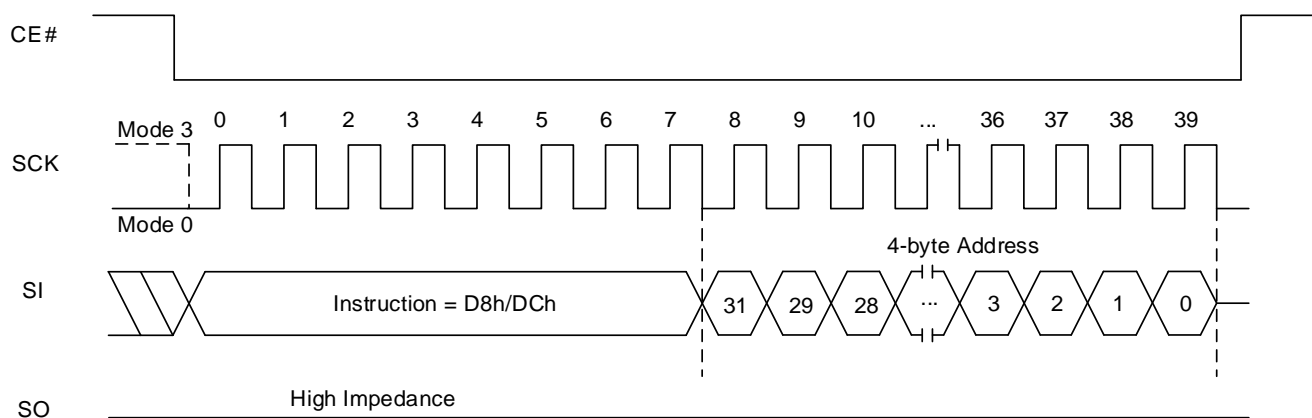 CE#
Mode 3
0 1 2 3 4 5 6 7 8 9 10 ... 36 37 38 39
SCK
Mode 0
4-byte Address
SI
Instruction = D8h/DCh
31 29 28 ... 3 2 1 0
High Impedance
SO